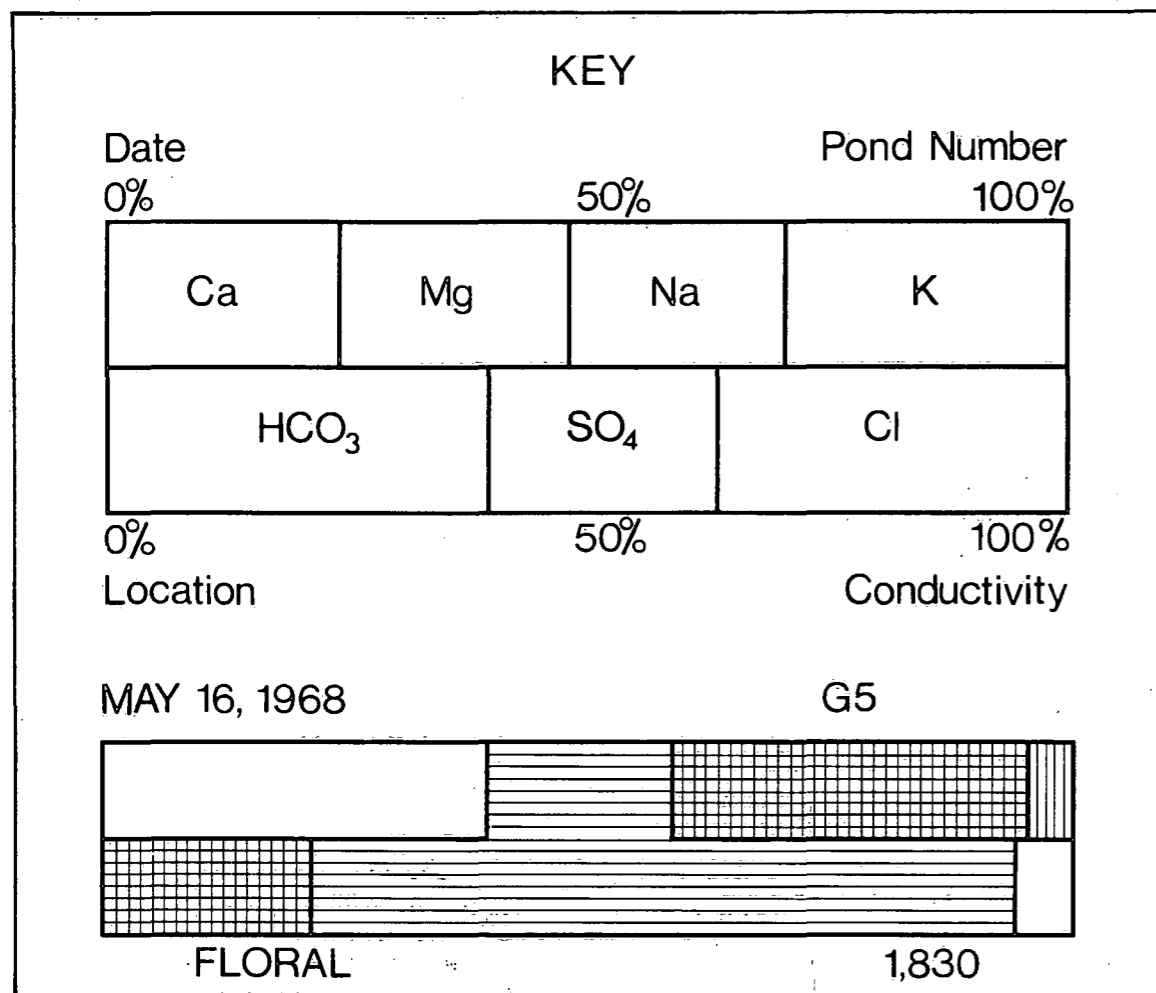 KEY
Date Pond Number
0% 50% 100%
Ca Mg Na K
HCO₃ SO₄ Cl
0% 50% 100%
Location Conductivity
MAY 16, 1968 G5
FLORAL 1,830